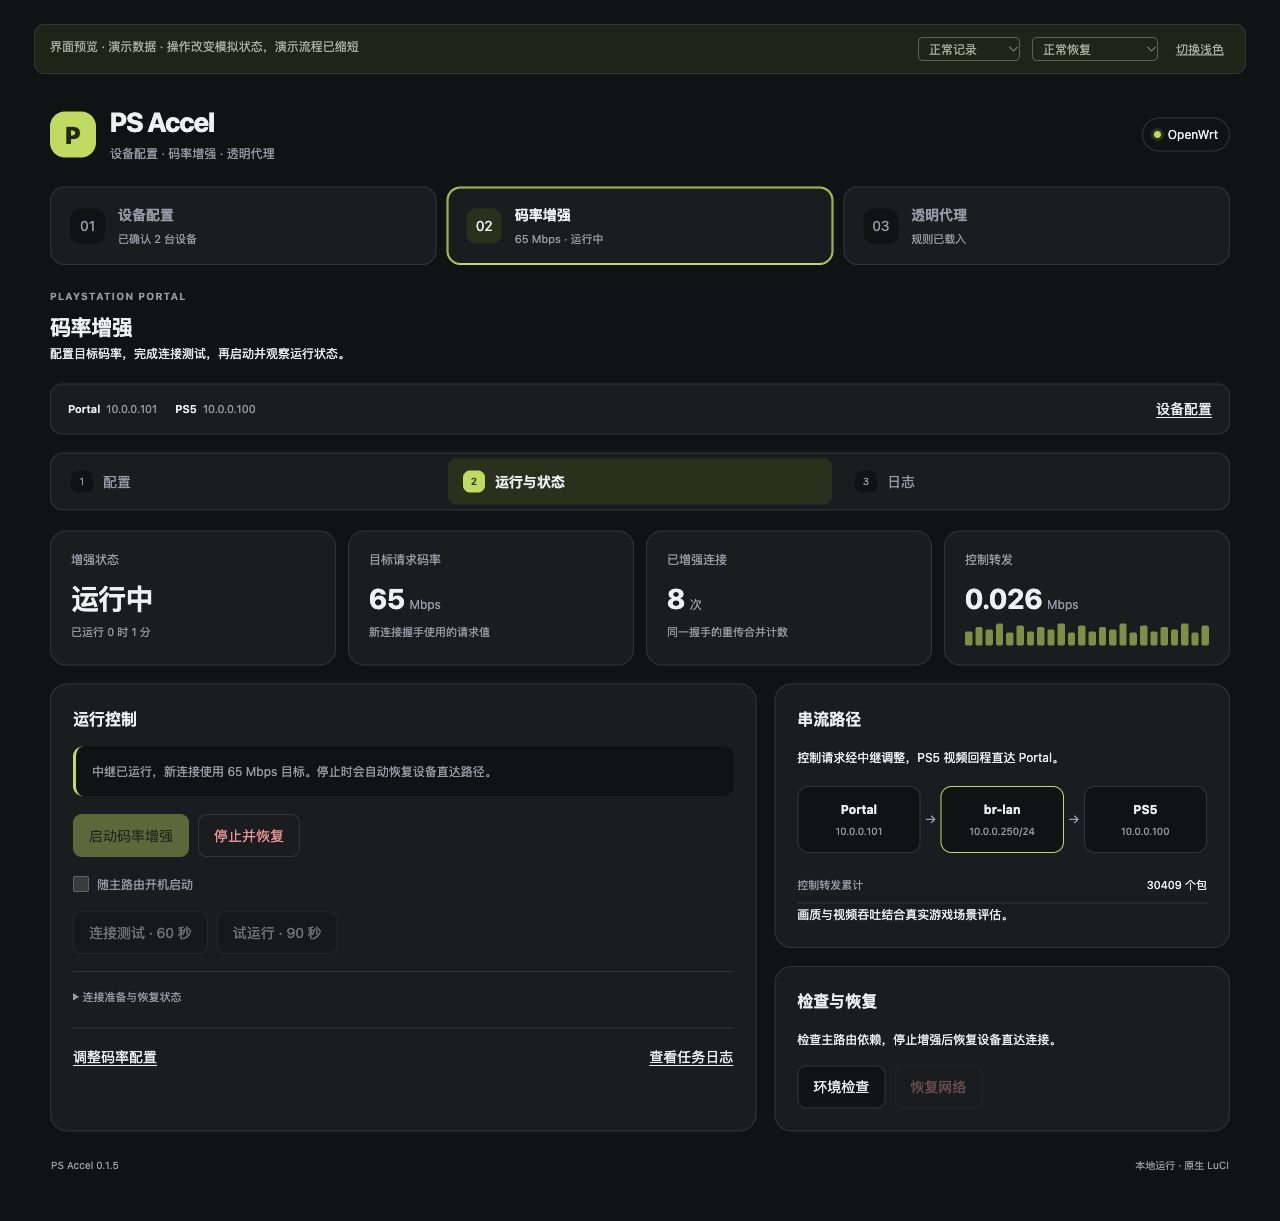 界面预览 · 演示数据 · 操作改变模拟状态，演示流程已缩短
正常记录
正常恢复
切换浅色
P
PS Accel
设备配置 · 码率增强 · 透明代理
OpenWrt
01
设备配置
已确认 2 台设备
02
码率增强
65 Mbps · 运行中
03
透明代理
规则已载入
PLAYSTATION PORTAL
码率增强
配置目标码率，完成连接测试，再启动并观察运行状态。
Portal 10.0.0.101 PS5 10.0.0.100
设备配置
1 配置
2 运行与状态
3 日志
增强状态
运行中
已运行 0 时 1 分
目标请求码率
65 Mbps
新连接握手使用的请求值
已增强连接
8 次
同一握手的重传合并计数
控制转发
0.026 Mbps
运行控制
中继已运行，新连接使用 65 Mbps 目标。停止时会自动恢复设备直达路径。
启动码率增强
停止并恢复
随主路由开机启动
连接测试 · 60 秒
试运行 · 90 秒
连接准备与恢复状态
调整码率配置
查看任务日志
串流路径
控制请求经中继调整，PS5 视频回程直达 Portal。
Portal
10.0.0.101
→
br-lan
10.0.0.250/24
→
PS5
10.0.0.100
控制转发累计
30409 个包
画质与视频吞吐结合真实游戏场景评估。
检查与恢复
检查主路由依赖，停止增强后恢复设备直达连接。
环境检查
恢复网络
PS Accel 0.1.5
本地运行 · 原生 LuCI